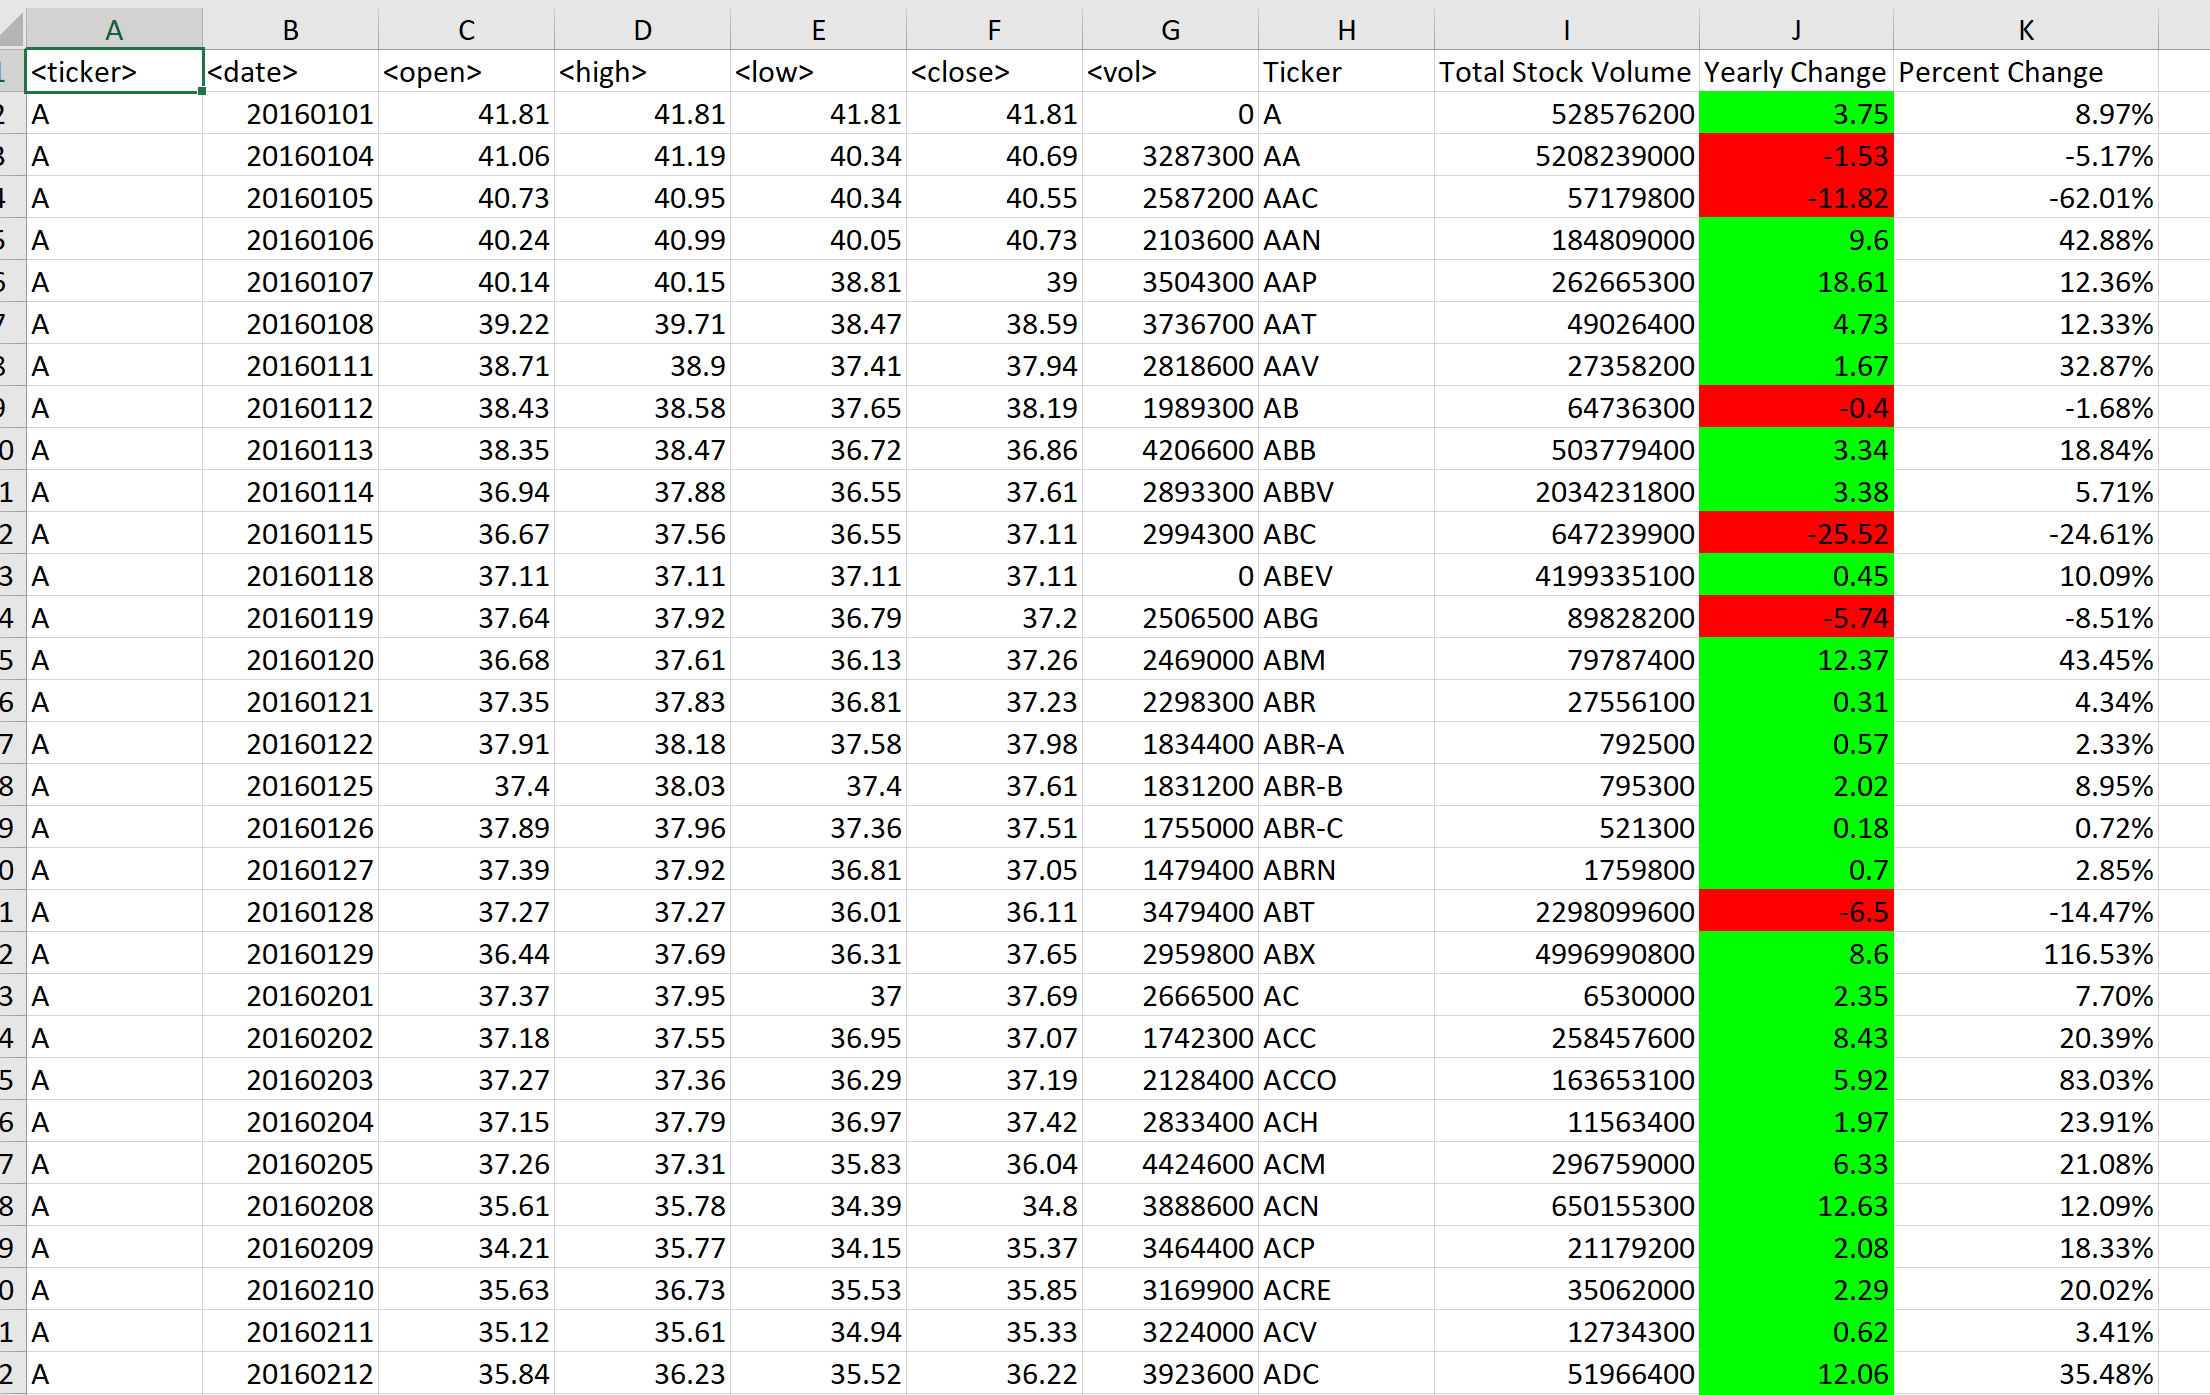 A B C D E F G H I J K
1 <ticker> <date> <open> <high> <low> <close> <vol> Ticker Total Stock Volume Yearly Change Percent Change
2 A 20160101 41.81 41.81 41.81 41.81 0 A 528576200 3.75 8.97%
3 A 20160104 41.06 41.19 40.34 40.69 3287300 AA 5208239000 -1.53 -5.17%
4 A 20160105 40.73 40.95 40.34 40.55 2587200 AAC 57179800 -11.82 -62.01%
5 A 20160106 40.24 40.99 40.05 40.73 2103600 AAN 184809000 9.6 42.88%
6 A 20160107 40.14 40.15 38.81 39 3504300 AAP 262665300 18.61 12.36%
7 A 20160108 39.22 39.71 38.47 38.59 3736700 AAT 49026400 4.73 12.33%
8 A 20160111 38.71 38.9 37.41 37.94 2818600 AAV 27358200 1.67 32.87%
9 A 20160112 38.43 38.58 37.65 38.19 1989300 AB 64736300 -0.4 -1.68%
0 A 20160113 38.35 38.47 36.72 36.86 4206600 ABB 503779400 3.34 18.84%
1 A 20160114 36.94 37.88 36.55 37.61 2893300 ABBV 2034231800 3.38 5.71%
2 A 20160115 36.67 37.56 36.55 37.11 2994300 ABC 647239900 -25.52 -24.61%
3 A 20160118 37.11 37.11 37.11 37.11 0 ABEV 4199335100 0.45 10.09%
4 A 20160119 37.64 37.92 36.79 37.2 2506500 ABG 89828200 -5.74 -8.51%
5 A 20160120 36.68 37.61 36.13 37.26 2469000 ABM 79787400 12.37 43.45%
6 A 20160121 37.35 37.83 36.81 37.23 2298300 ABR 27556100 0.31 4.34%
7 A 20160122 37.91 38.18 37.58 37.98 1834400 ABR-A 792500 0.57 2.33%
8 A 20160125 37.4 38.03 37.4 37.61 1831200 ABR-B 795300 2.02 8.95%
9 A 20160126 37.89 37.96 37.36 37.51 1755000 ABR-C 521300 0.18 0.72%
0 A 20160127 37.39 37.92 36.81 37.05 1479400 ABRN 1759800 0.7 2.85%
1 A 20160128 37.27 37.27 36.01 36.11 3479400 ABT 2298099600 -6.5 -14.47%
2 A 20160129 36.44 37.69 36.31 37.65 2959800 ABX 4996990800 8.6 116.53%
3 A 20160201 37.37 37.95 37 37.69 2666500 AC 6530000 2.35 7.70%
4 A 20160202 37.18 37.55 36.95 37.07 1742300 ACC 258457600 8.43 20.39%
5 A 20160203 37.27 37.36 36.29 37.19 2128400 ACCO 163653100 5.92 83.03%
6 A 20160204 37.15 37.79 36.97 37.42 2833400 ACH 11563400 1.97 23.91%
7 A 20160205 37.26 37.31 35.83 36.04 4424600 ACM 296759000 6.33 21.08%
8 A 20160208 35.61 35.78 34.39 34.8 3888600 ACN 650155300 12.63 12.09%
9 A 20160209 34.21 35.77 34.15 35.37 3464400 ACP 21179200 2.08 18.33%
0 A 20160210 35.63 36.73 35.53 35.85 3169900 ACRE 35062000 2.29 20.02%
1 A 20160211 35.12 35.61 34.94 35.33 3224000 ACV 12734300 0.62 3.41%
2 A 20160212 35.84 36.23 35.52 36.22 3923600 ADC 51966400 12.06 35.48%